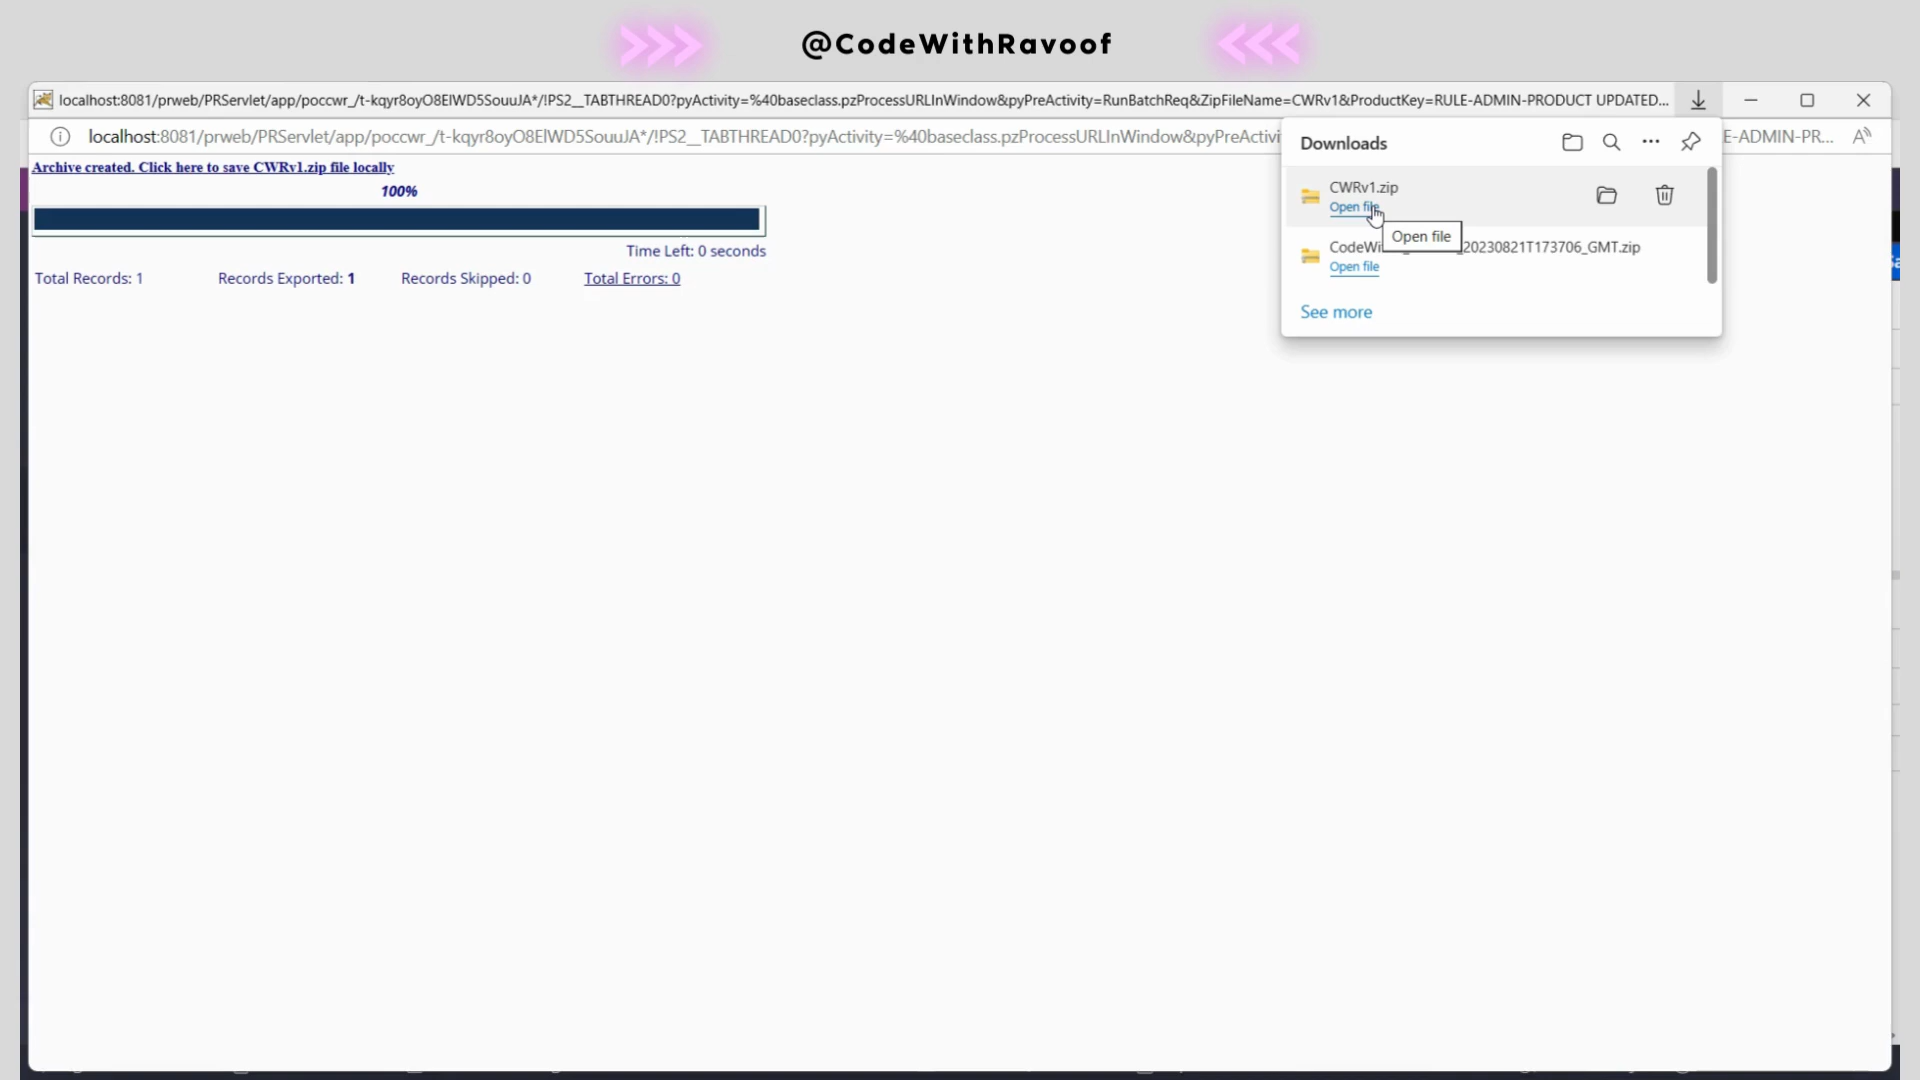 @CodeWithRavoof
localhost:8081/prweb/PRServlet/app/poccwr_/t-kqyr8oyO8ElWD5SouuJA*/!PS2__TABTHREAD0?pyActivity=%40baseclass.pzProcessURLInWindow&pyPreActivity=RunBatchReq&ZipFileName=CWRv1&ProductKey=RULE-ADMIN-PRODUCT UPDATED...
localhost:8081/prweb/PRServlet/app/poccwr_/t-kqyr8oyO8ElWD5SouuJA*/!PS2__TABTHREAD0?pyActivity=%40baseclass.pzProcessURLInWindow&pyPreActivi E-ADMIN-PR...
Archive created. Click here to save CWRv1.zip file locally
100%
Time Left: 0 seconds
Total Records: 1 Records Exported: 1 Records Skipped: 0 Total Errors: 0
Downloads
CWRv1.zip
Open file
Open file
CodeWi 20230821T173706_GMT.zip
Open file
See more